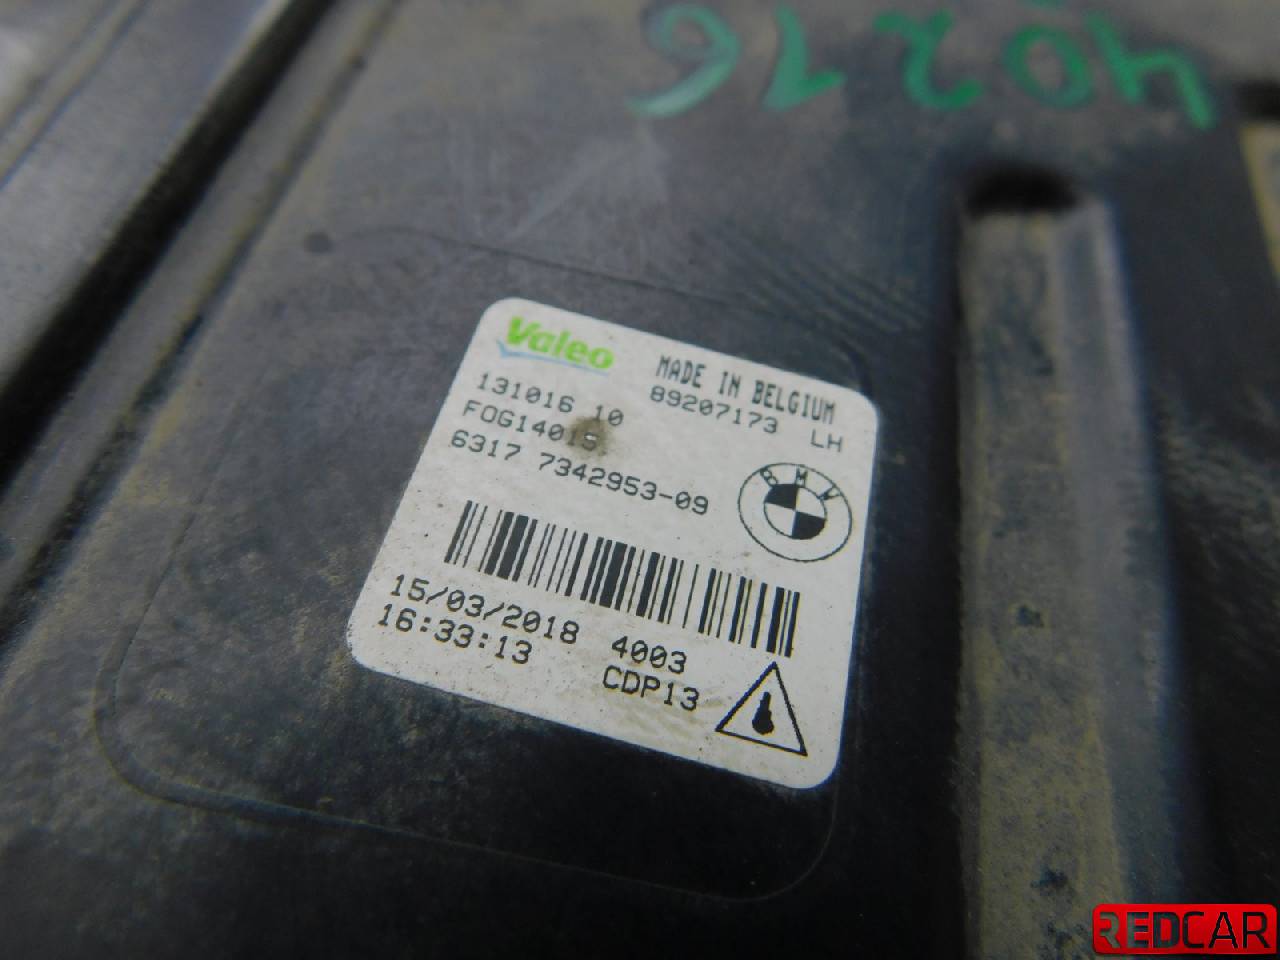 40216
Valeo
MADE IN BELGIUM
131016 10
89207173 LH
FOG14015
6317 7342953-09
BMW
15/03/2018 4003
16:33:13 CDP13
REDCAR